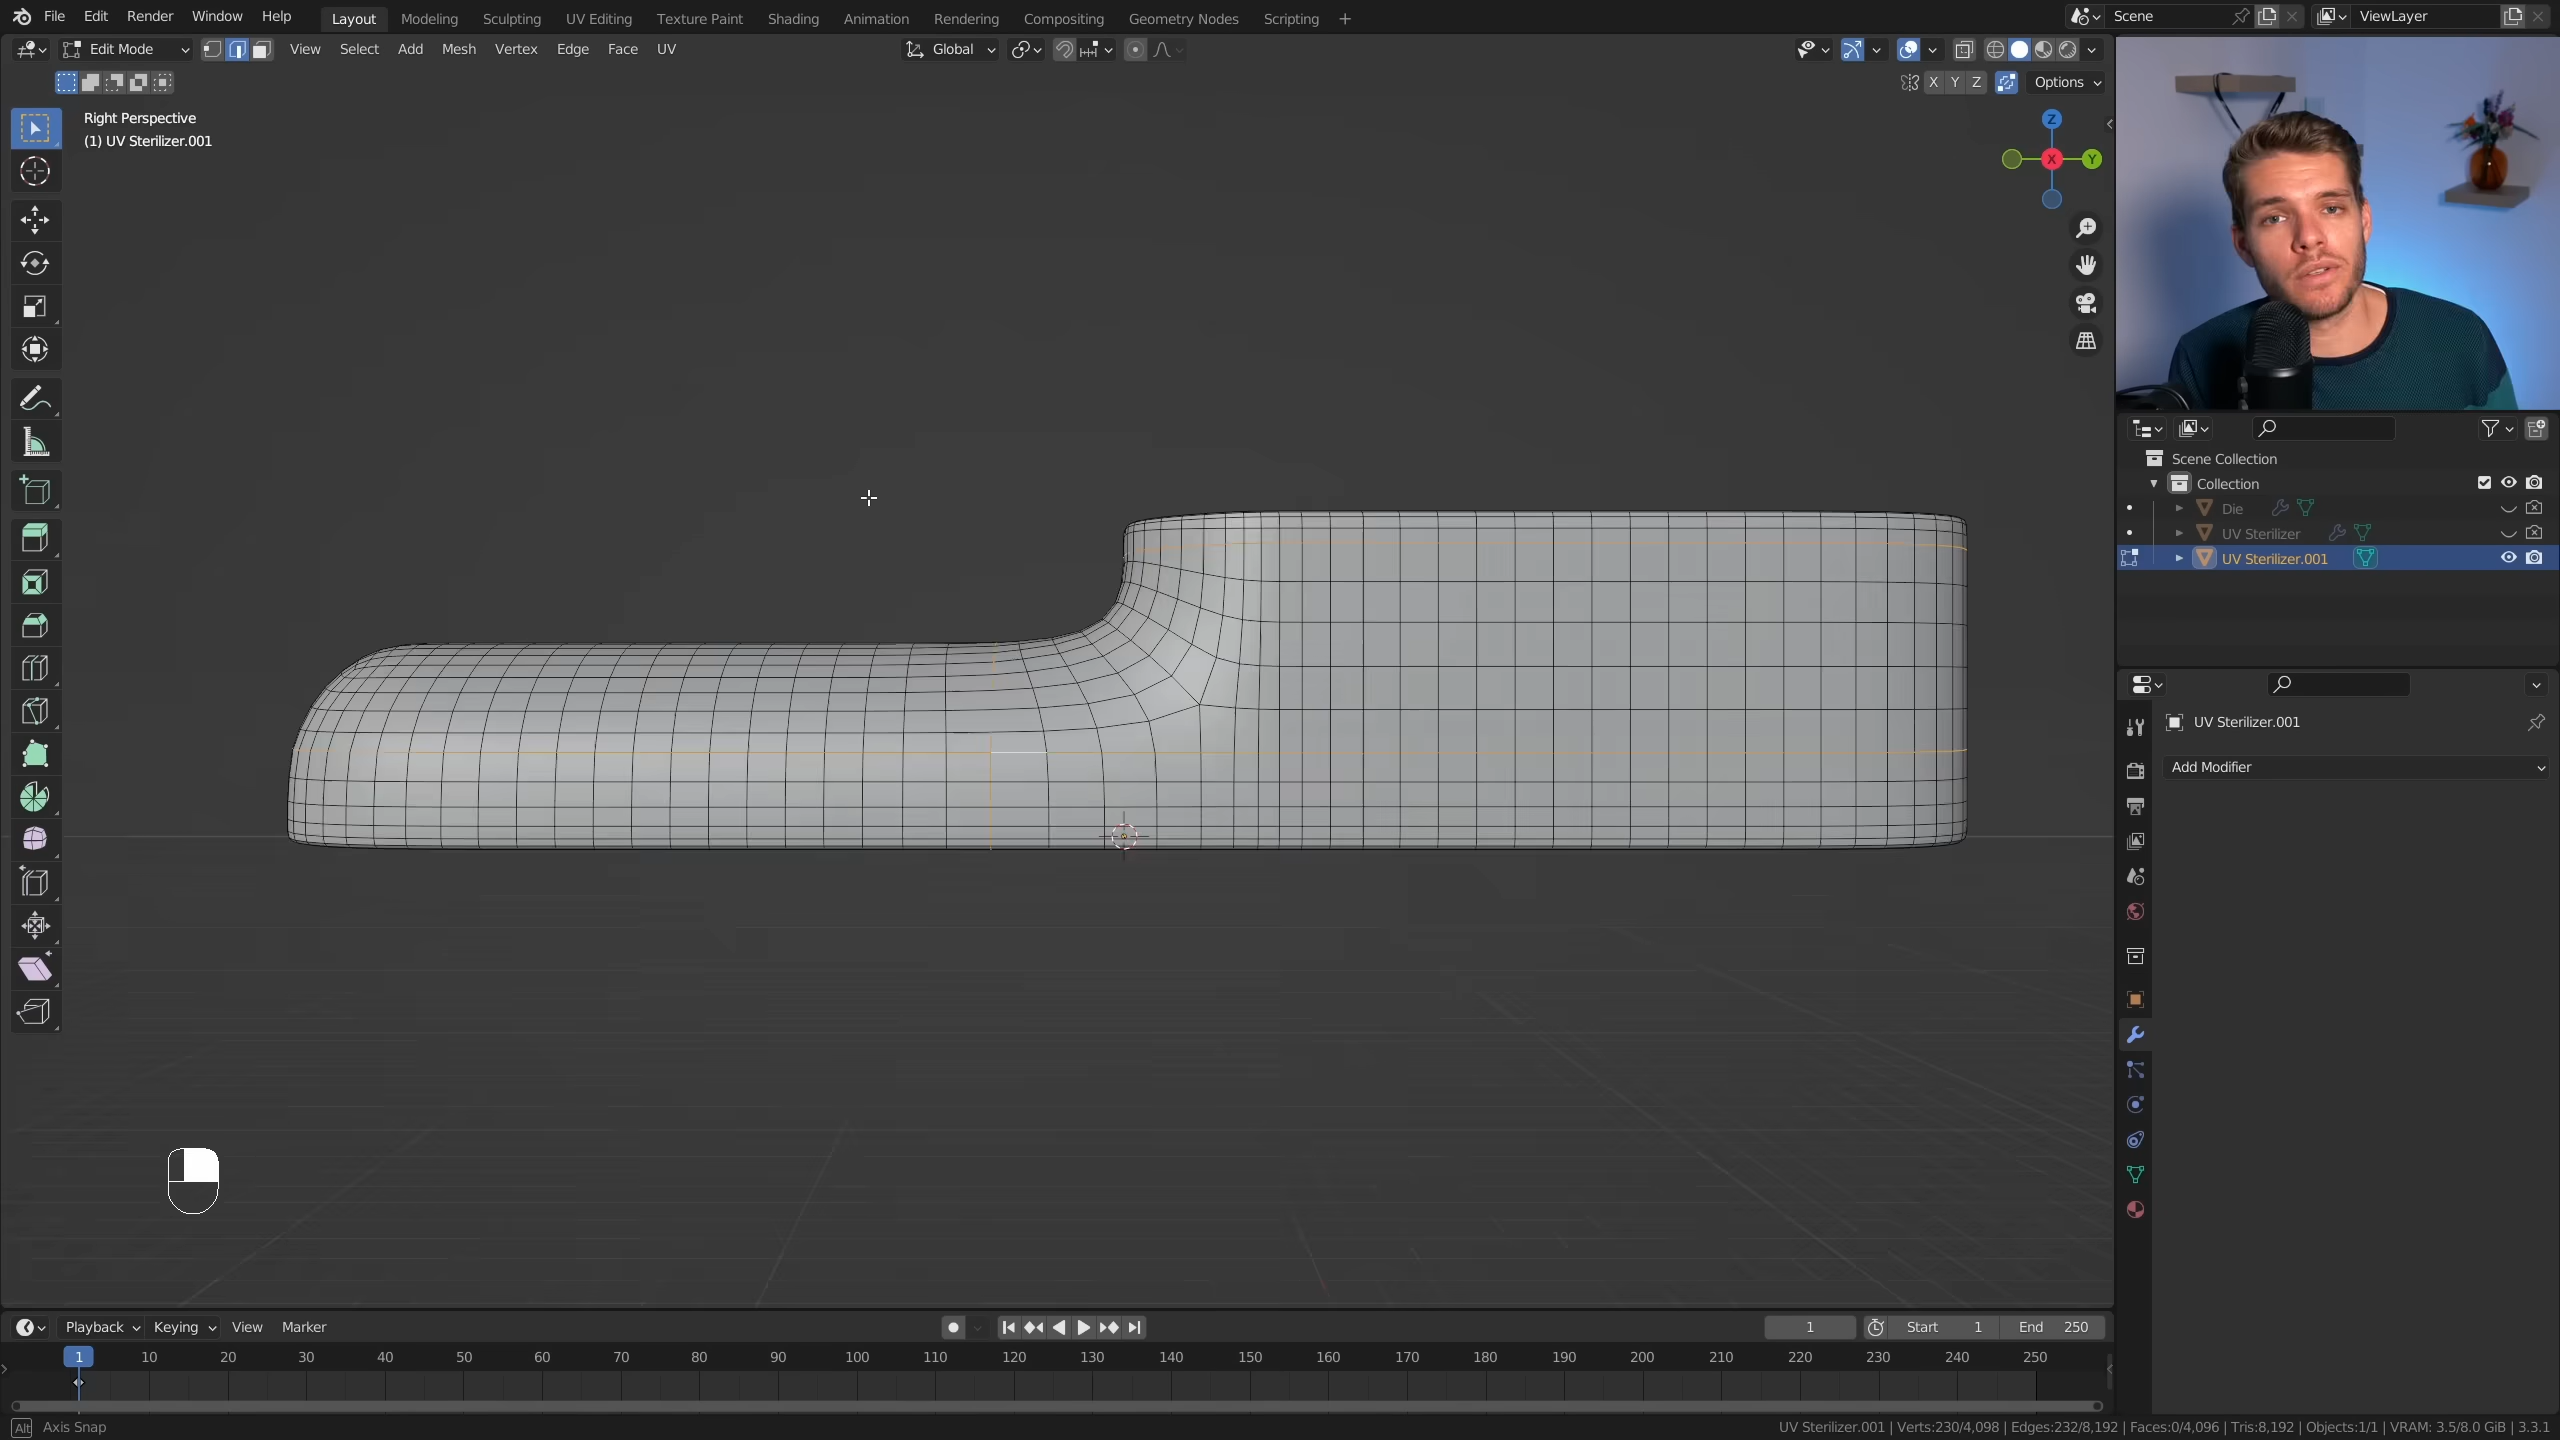 File Edit Render Window Help
Layout Modeling Sculpting UV Editing Texture Paint Shading Animation Rendering Compositing Geometry Nodes Scripting +
Scene
ViewLayer
Edit Mode
View Select Add Mesh Vertex Edge Face UV
Global
X Y Z
Options
Right Perspective
(1) UV Sterilizer.001
Z
X
Y
Scene Collection
Collection
Die
UV Sterilizer
UV Sterilizer.001
UV Sterilizer.001
Add Modifier
Playback Keying View Marker
1
Start 1
End 250
1 10 20 30 40 50 60 70 80 90 100 110 120 130 140 150 160 170 180 190 200 210 220 230 240 250
Alt Axis Snap
UV Sterilizer.001 | Verts:230/4,098 | Edges:232/8,192 | Faces:0/4,096 | Tris:8,192 | Objects:1/1 | VRAM: 3.5/8.0 GiB | 3.3.1